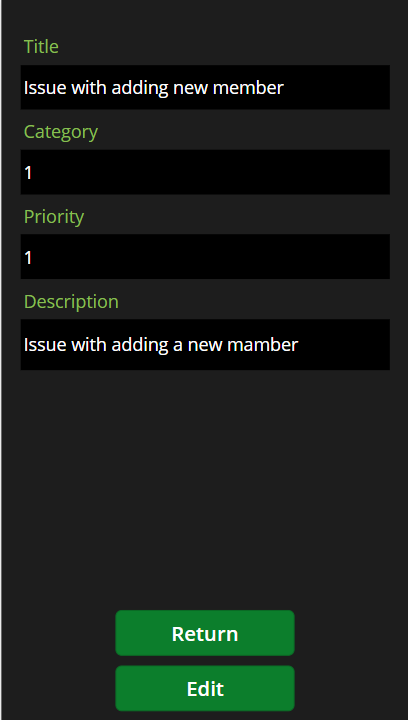 Title
Issue with adding new member
Category
1
Priority
1
Description
Issue with adding a new mamber
Return
Edit